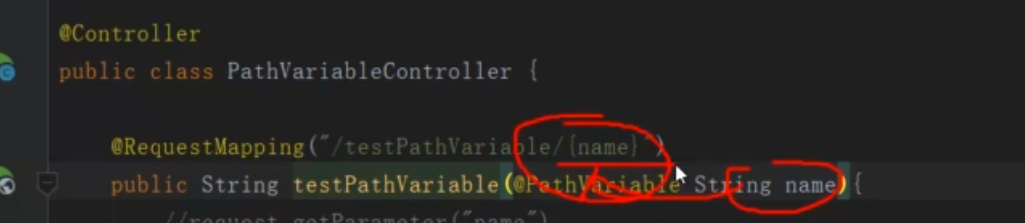 @Controller
public class PathVariableController {
@RequestMapping("/testPathVariable/{name}")
public String testPathVariable(@PathVariable String name){
//request.getParameter("name")